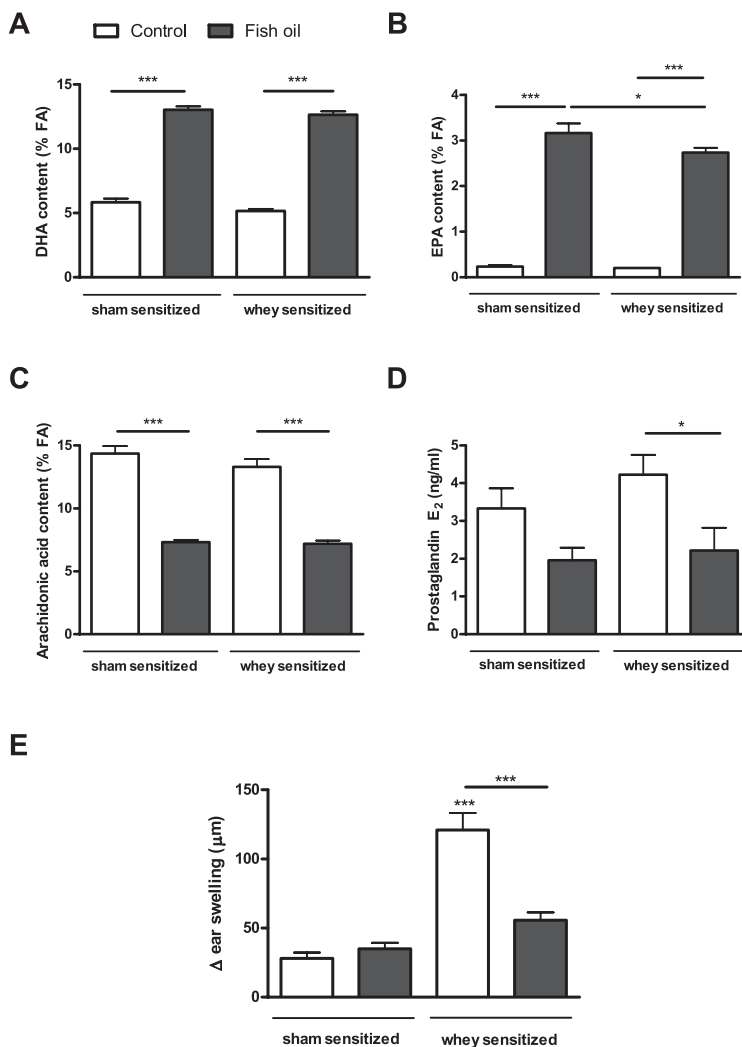 A
Control
Fish oil
B
***
***
15
10
5
0
DHA content (% FA)
sham sensitized
whey sensitized
***
***
*
4
3
2
1
0
EPA content (% FA)
sham sensitized
whey sensitized
C
***
***
15
10
5
0
Arachidonic acid content (% FA)
sham sensitized
whey sensitized
D
*
5
4
3
2
1
0
Prostaglandin E2 (ng/ml)
sham sensitized
whey sensitized
E
***
***
150
100
50
0
Δ ear swelling (μm)
sham sensitized
whey sensitized